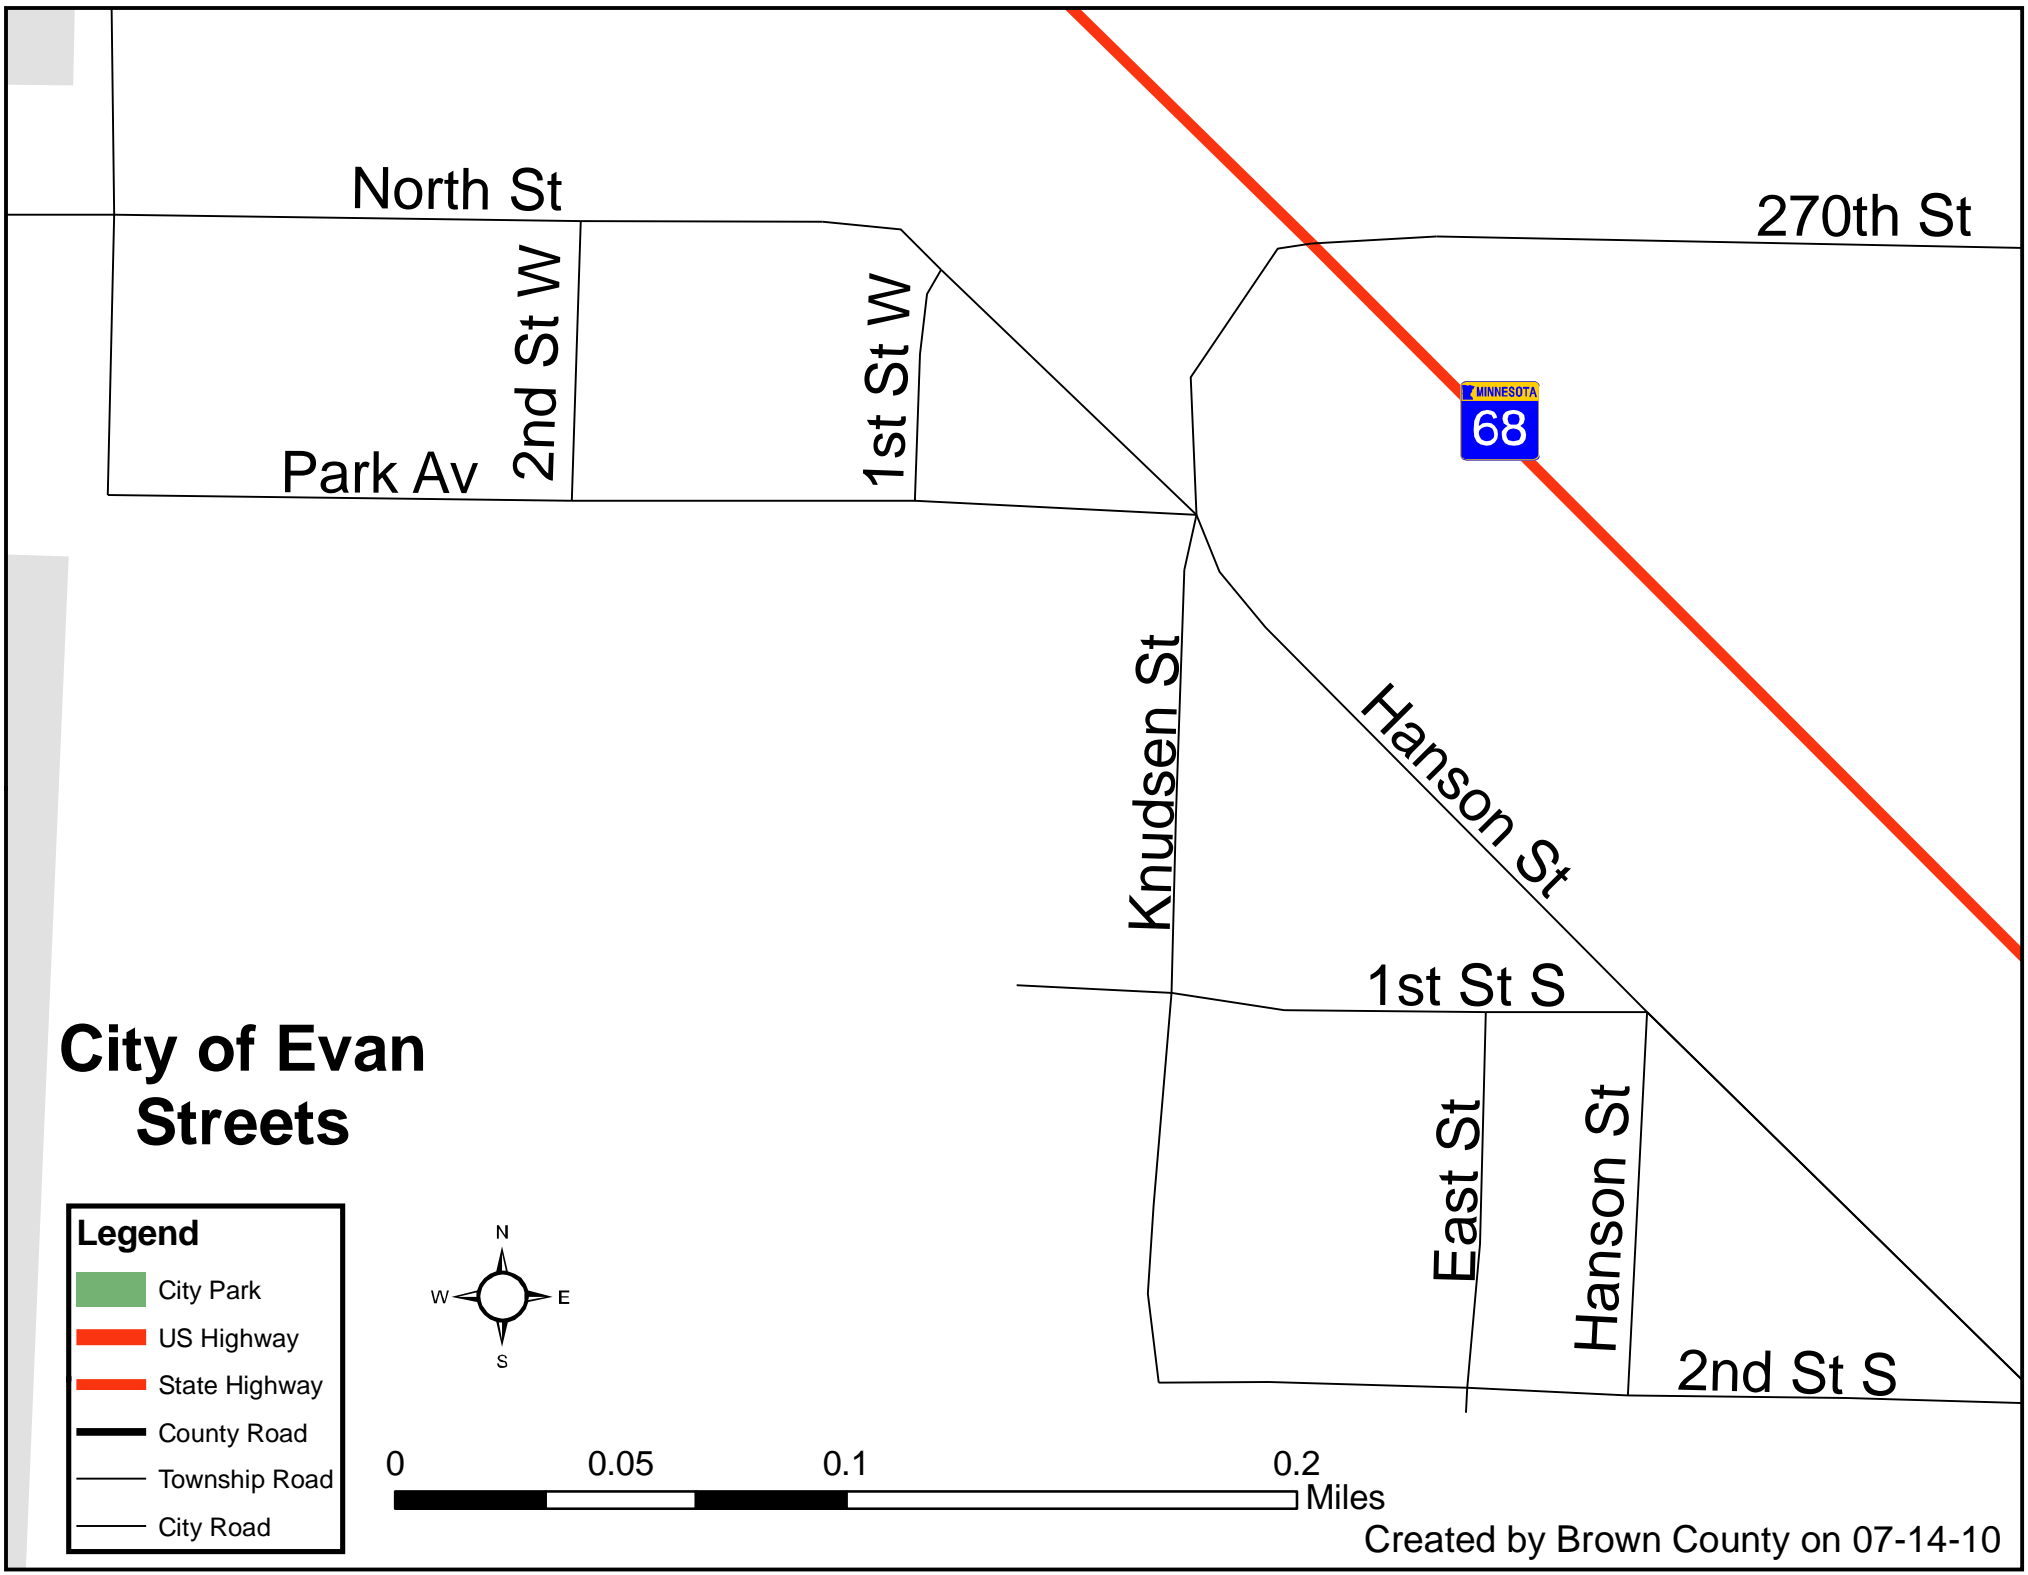 North St
270th St
2nd St W
1st St W
MINNESOTA
68
Park Av
Knudsen St
Hanson St
1st St S
City of Evan
Streets
East St
Hanson St
2nd St S
Legend
City Park
US Highway
State Highway
County Road
Township Road
City Road
N
W E
S
0 0.05 0.1 0.2
Miles
Created by Brown County on 07-14-10